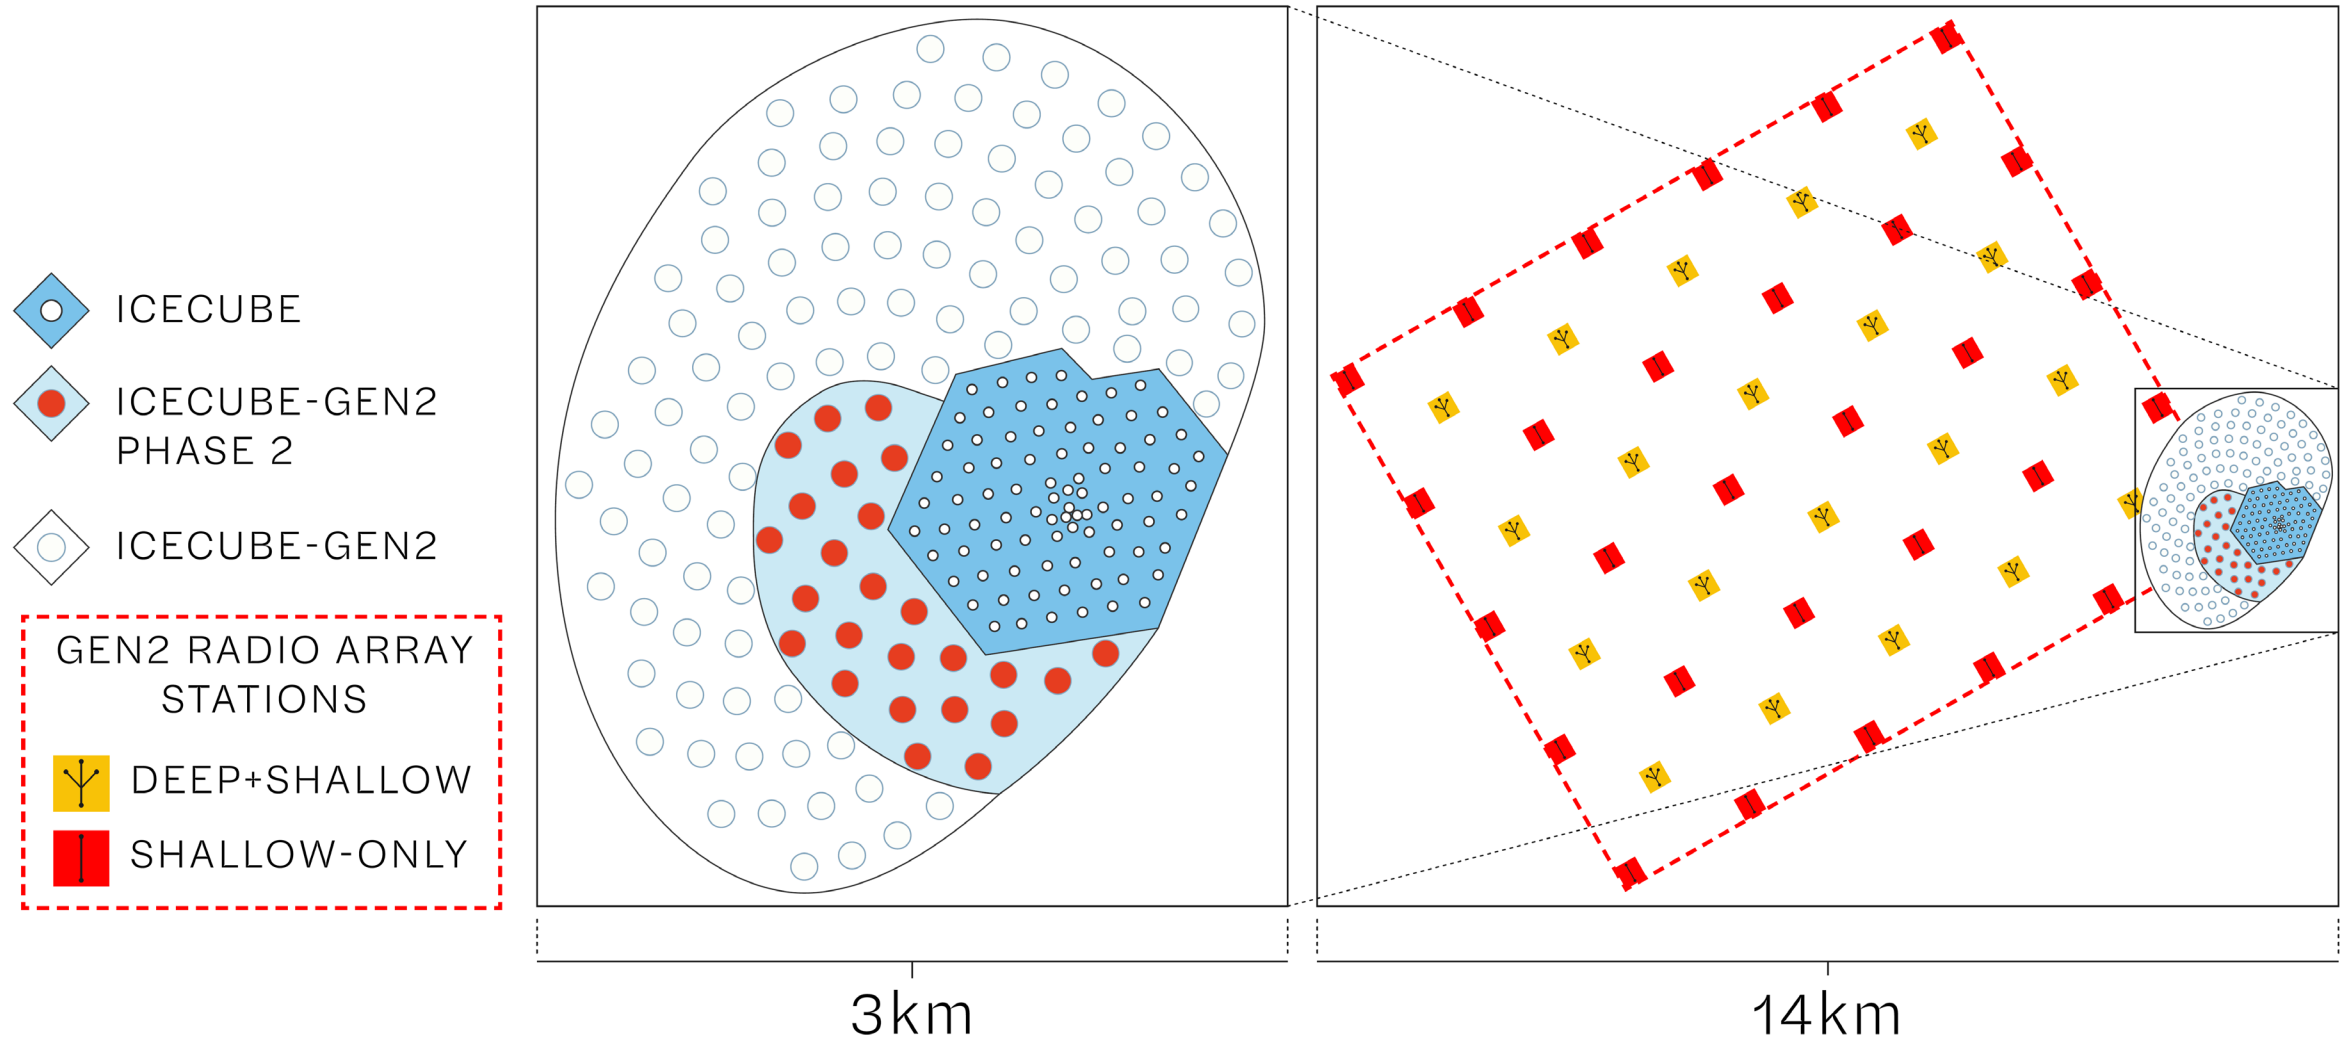 ICECUBE
ICECUBE-GEN2
PHASE 2
ICECUBE-GEN2
GEN2 RADIO ARRAY
STATIONS
DEEP+SHALLOW
SHALLOW-ONLY
3km
14km